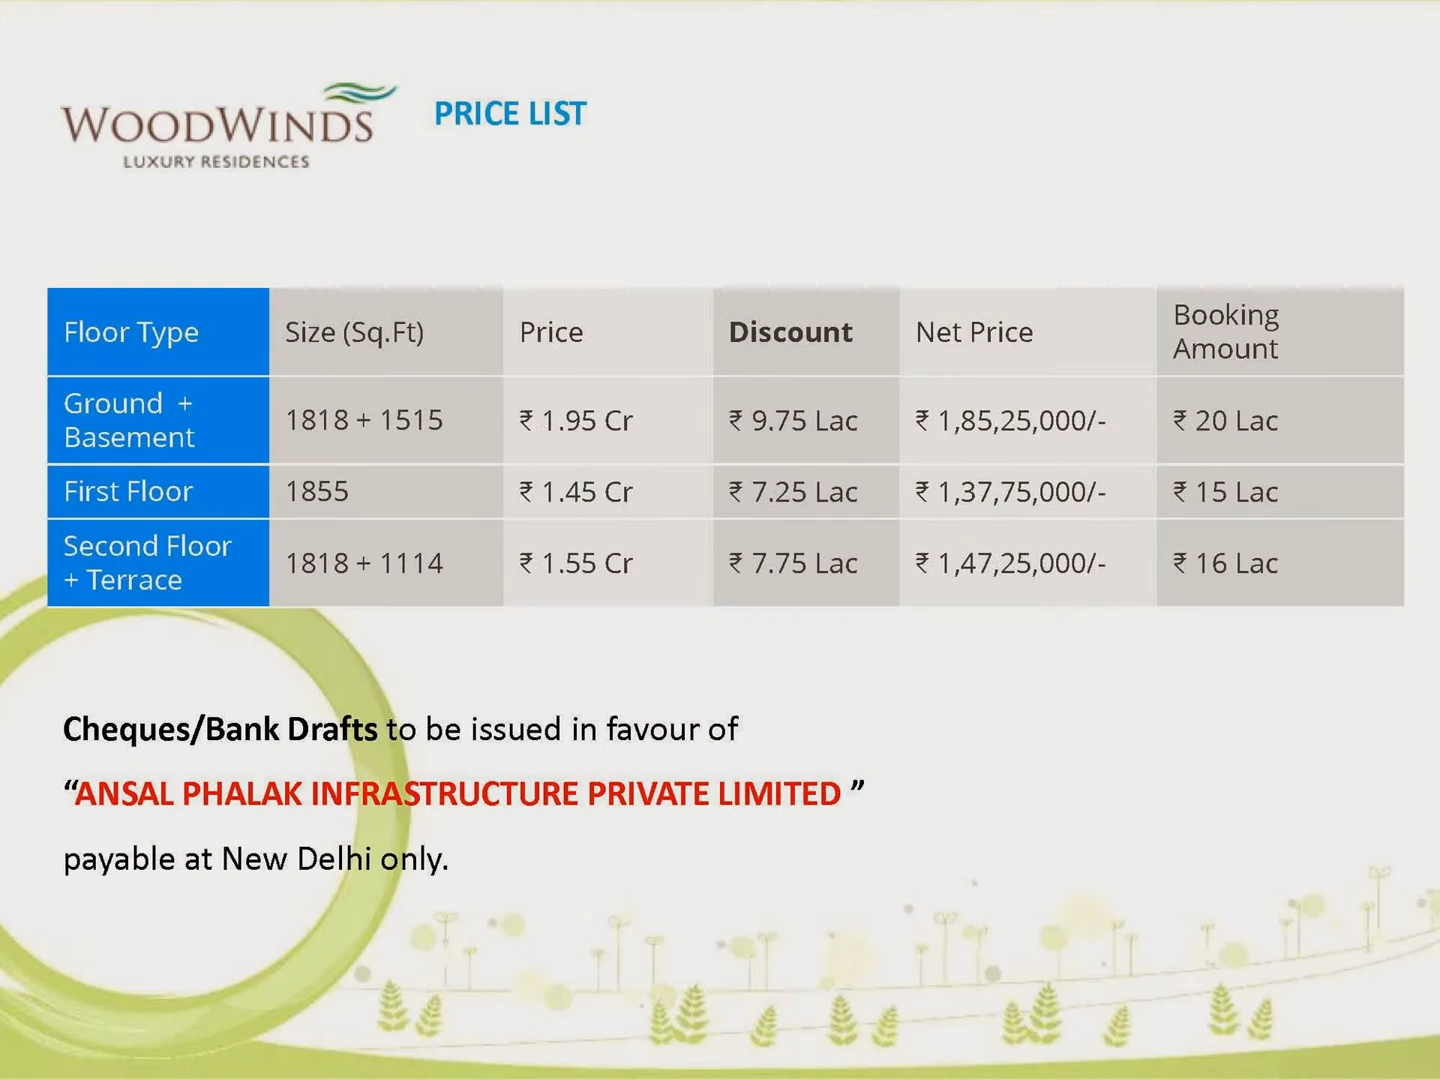 WOODWINDS
LUXURY RESIDENCES
PRICE LIST
Floor Type Size (Sq.Ft) Price Discount Net Price Booking Amount
Ground + Basement 1818 + 1515 ₹ 1.95 Cr ₹ 9.75 Lac ₹ 1,85,25,000/- ₹ 20 Lac
First Floor 1855 ₹ 1.45 Cr ₹ 7.25 Lac ₹ 1,37,75,000/- ₹ 15 Lac
Second Floor + Terrace 1818 + 1114 ₹ 1.55 Cr ₹ 7.75 Lac ₹ 1,47,25,000/- ₹ 16 Lac
Cheques/Bank Drafts to be issued in favour of
“ANSAL PHALAK INFRASTRUCTURE PRIVATE LIMITED ”
payable at New Delhi only.